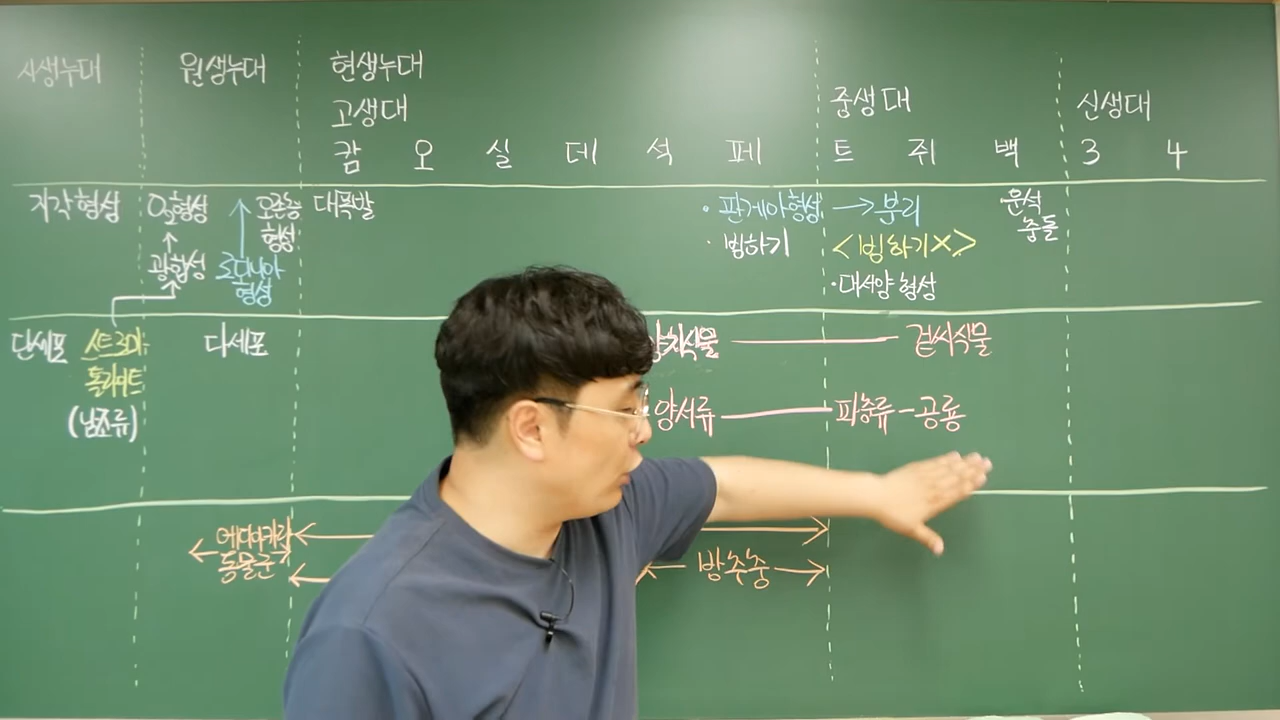 시생누대
원생누대
현생누대
고생대
중생대
신생대
캄 오 실 데 석 페 트 쥐 백 3 4
지각 형성
O₂형성
광합성
오존층
형성
로디니아
형성
대폭발
· 판게아 형성 → 분리
· 빙하기
<빙하기×>
· 대서양 형성
운석
충돌
단세포
스트로마
톨라이트
(남조류)
다세포
양치식물
겉씨식물
양서류
파충류 - 공룡
에디아카라
동물군
방추충